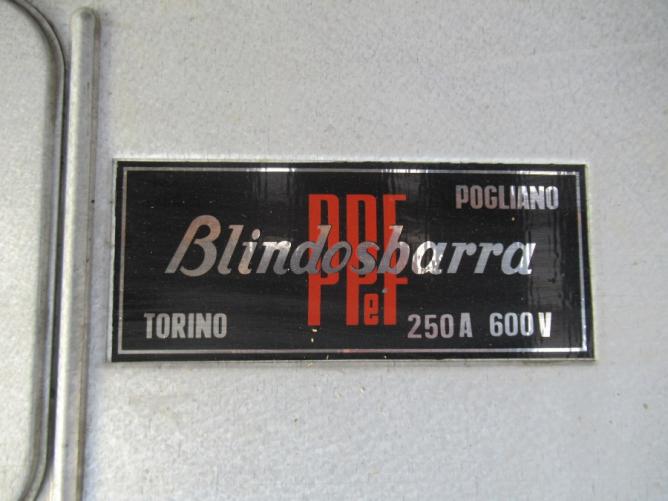 POGLIANO
PPeF
Blindosbarra
TORINO
250 A 600 V